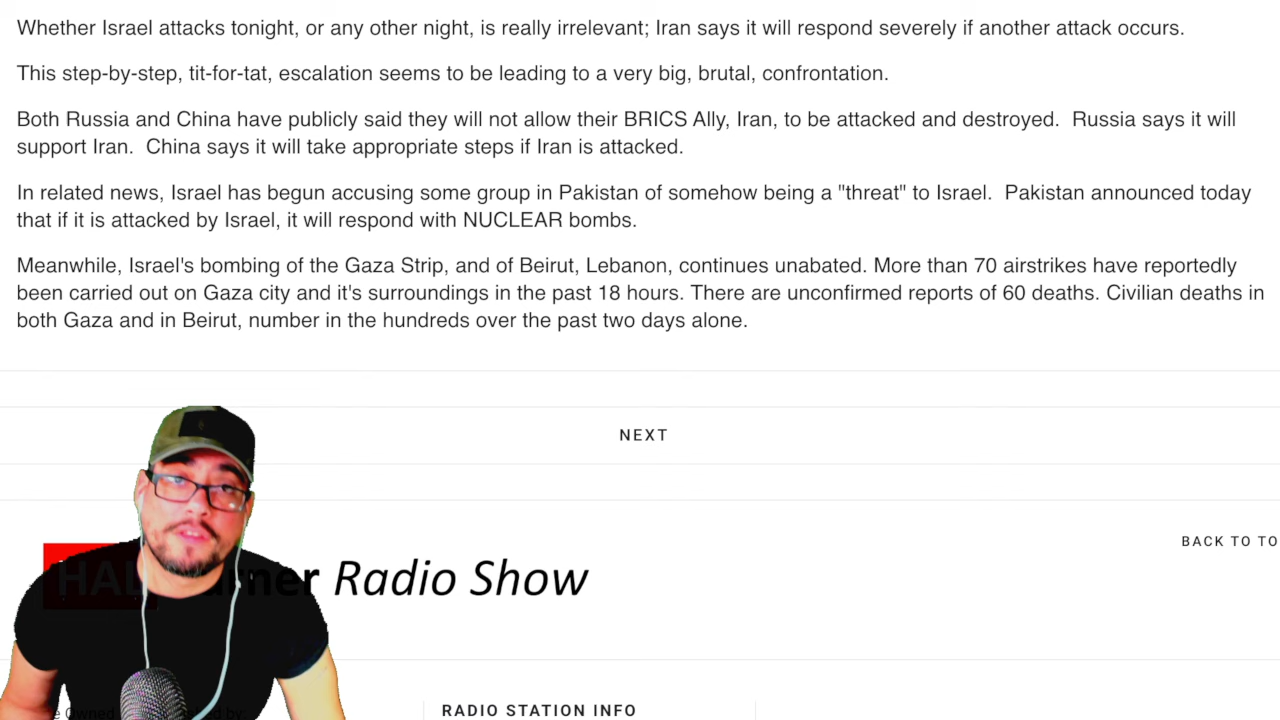 Whether Israel attacks tonight, or any other night, is really irrelevant; Iran says it will respond severely if another attack occurs.
This step-by-step, tit-for-tat, escalation seems to be leading to a very big, brutal, confrontation.
Both Russia and China have publicly said they will not allow their BRICS Ally, Iran, to be attacked and destroyed.  Russia says it will
support Iran.  China says it will take appropriate steps if Iran is attacked.
In related news, Israel has begun accusing some group in Pakistan of somehow being a "threat" to Israel.  Pakistan announced today
that if it is attacked by Israel, it will respond with NUCLEAR bombs.
Meanwhile, Israel's bombing of the Gaza Strip, and of Beirut, Lebanon, continues unabated. More than 70 airstrikes have reportedly
been carried out on Gaza city and it's surroundings in the past 18 hours. There are unconfirmed reports of 60 deaths. Civilian deaths in
both Gaza and in Beirut, number in the hundreds over the past two days alone.
NEXT
BACK TO TO
Radio Show
Owned
RADIO STATION INFO